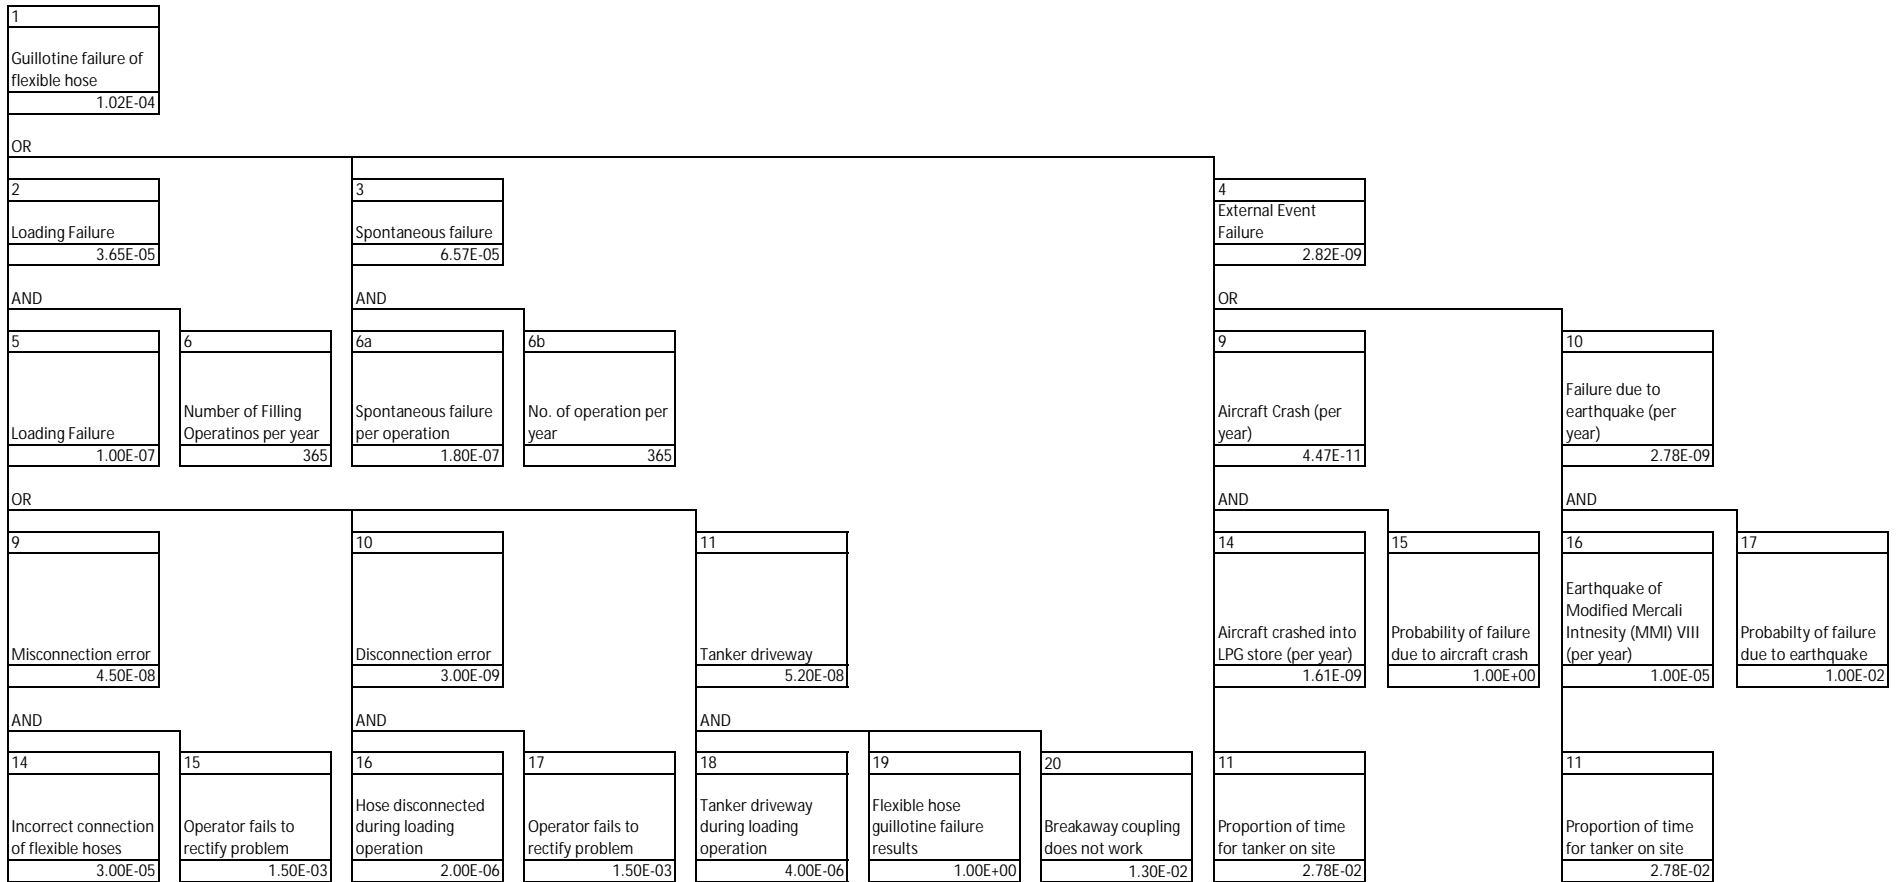 1
Guillotine failure of
flexible hose
1.02E-04
OR
2
Loading Failure
3.65E-05
3
Spontaneous failure
6.57E-05
4
External Event
Failure
2.82E-09
AND
AND
OR
5
Loading Failure
1.00E-07
6
Number of Filling
Operatinos per year
365
6a
Spontaneous failure
per operation
1.80E-07
6b
No. of operation per
year
365
9
Aircraft Crash (per
year)
4.47E-11
10
Failure due to
earthquake (per
year)
2.78E-09
OR
AND
AND
9
Misconnection error
4.50E-08
10
Disconnection error
3.00E-09
11
Tanker driveway
5.20E-08
14
Aircraft crashed into
LPG store (per year)
1.61E-09
15
Probability of failure
due to aircraft crash
1.00E+00
16
Earthquake of
Modified Mercali
Intnesity (MMI) VIII
(per year)
1.00E-05
17
Probabilty of failure
due to earthquake
1.00E-02
AND
AND
AND
14
Incorrect connection
of flexible hoses
3.00E-05
15
Operator fails to
rectify problem
1.50E-03
16
Hose disconnected
during loading
operation
2.00E-06
17
Operator fails to
rectify problem
1.50E-03
18
Tanker driveway
during loading
operation
4.00E-06
19
Flexible hose
guillotine failure
results
1.00E+00
20
Breakaway coupling
does not work
1.30E-02
11
Proportion of time
for tanker on site
2.78E-02
11
Proportion of time
for tanker on site
2.78E-02